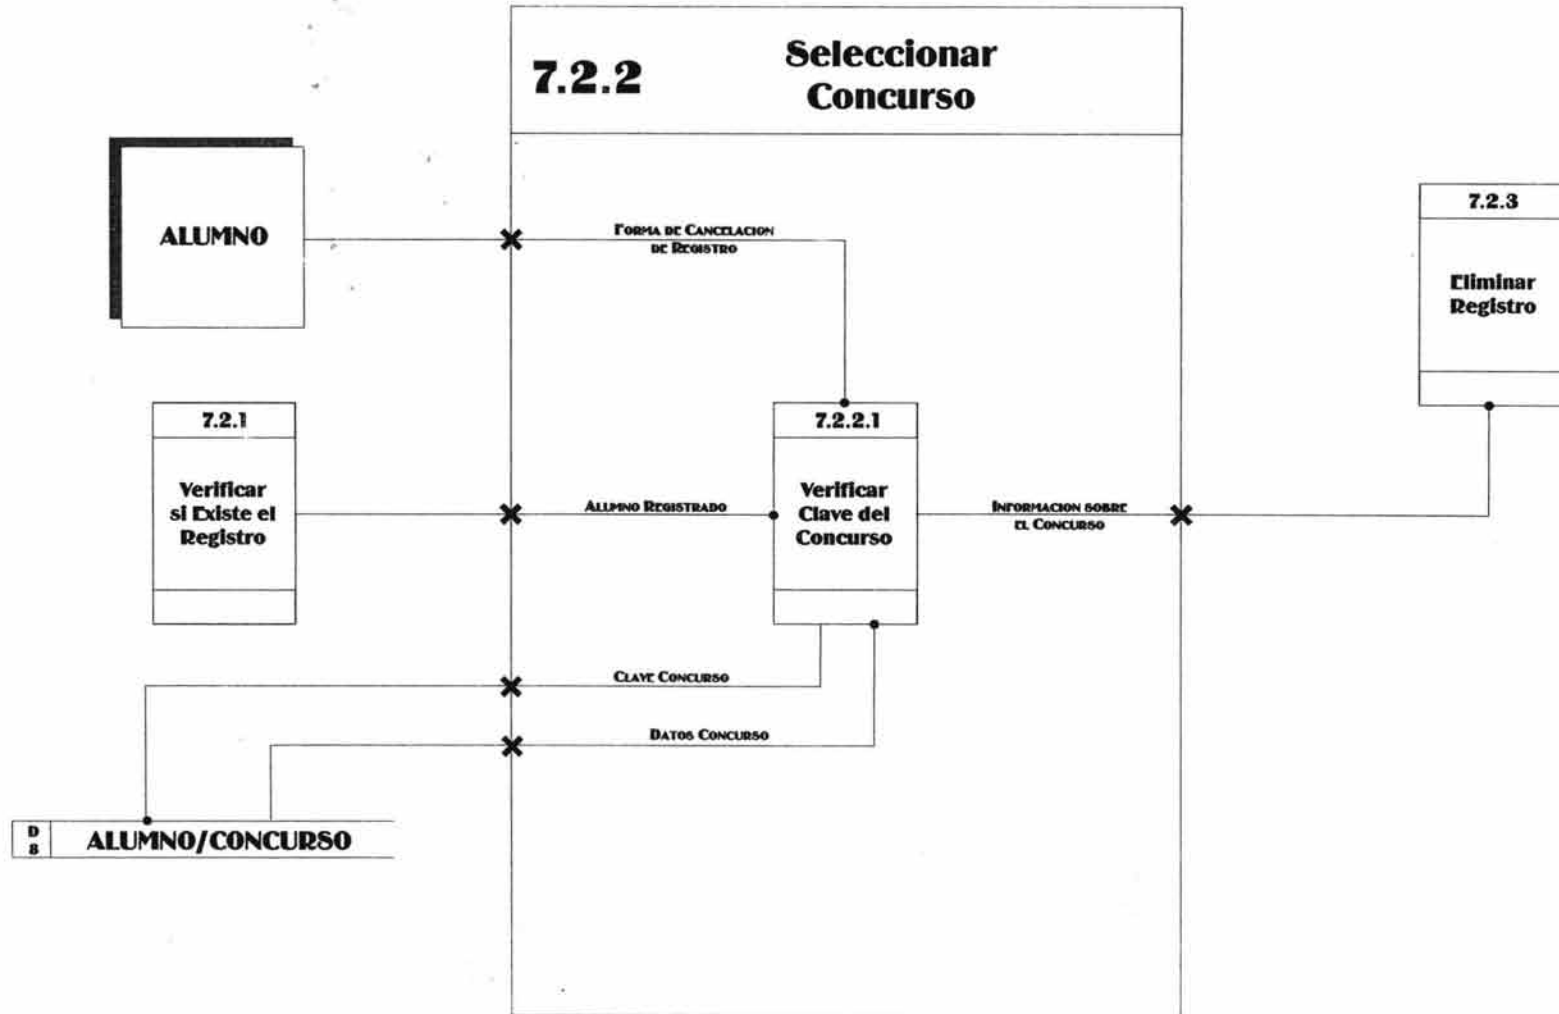 7.2.2
Seleccionar
Concurso
ALUMNO
FORMA DE CANCELACION
DE REGISTRO
7.2.3
Eliminar
Registro
7.2.1
Verificar
si Existe el
Registro
ALUMNO REGISTRADO
7.2.2.1
Verificar
Clave del
Concurso
INFORMACION SOBRE
EL CONCURSO
CLAVE CONCURSO
DATOS CONCURSO
D
8
ALUMNO/CONCURSO